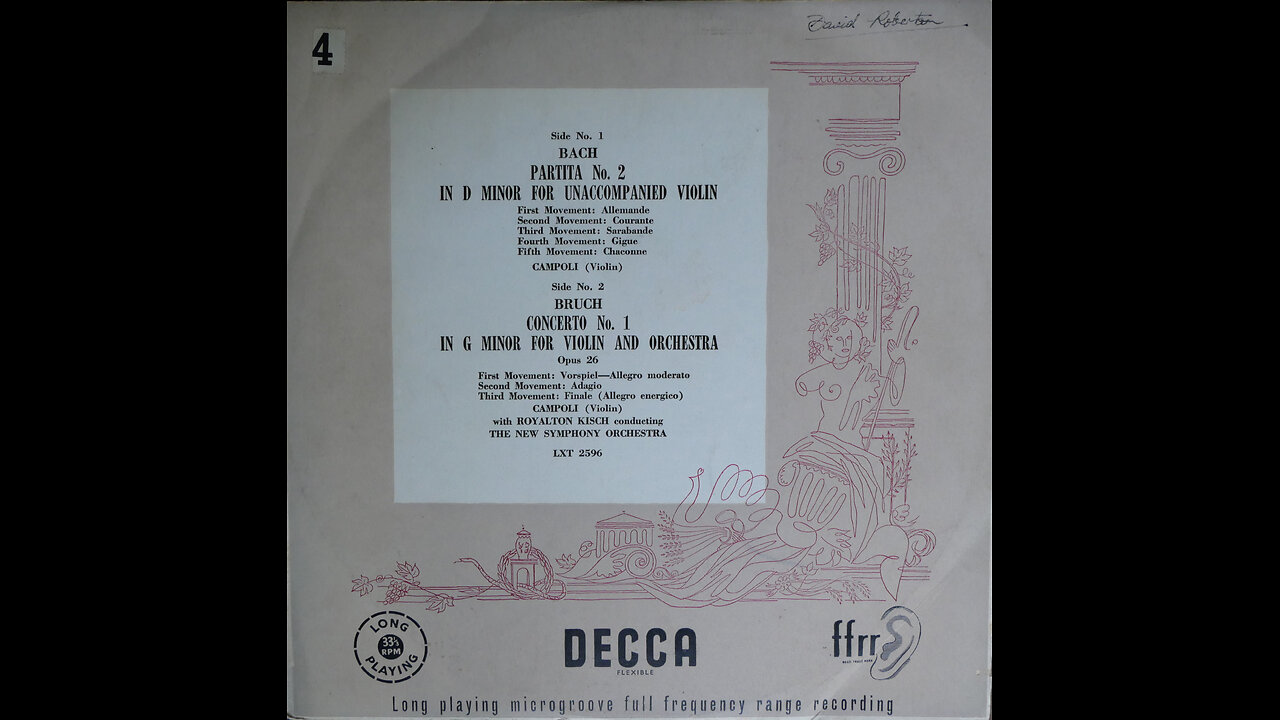 4
David Robertson
Side No. 1
BACH
PARTITA No. 2
IN D MINOR FOR UNACCOMPANIED VIOLIN
First Movement: Allemande
Second Movement: Courante
Third Movement: Sarabande
Fourth Movement: Gigue
Fifth Movement: Chaconne
CAMPOLI (Violin)
Side No. 2
BRUCH
CONCERTO No. 1
IN G MINOR FOR VIOLIN AND ORCHESTRA
Opus 26
First Movement: Vorspiel—Allegro moderato
Second Movement: Adagio
Third Movement: Finale (Allegro energico)
CAMPOLI (Violin)
with ROYALTON KISCH conducting
THE NEW SYMPHONY ORCHESTRA
LXT 2596
LONG
33⅓
RPM
PLAYING
DECCA
FLEXIBLE
ffrr
Long playing microgroove full frequency range recording